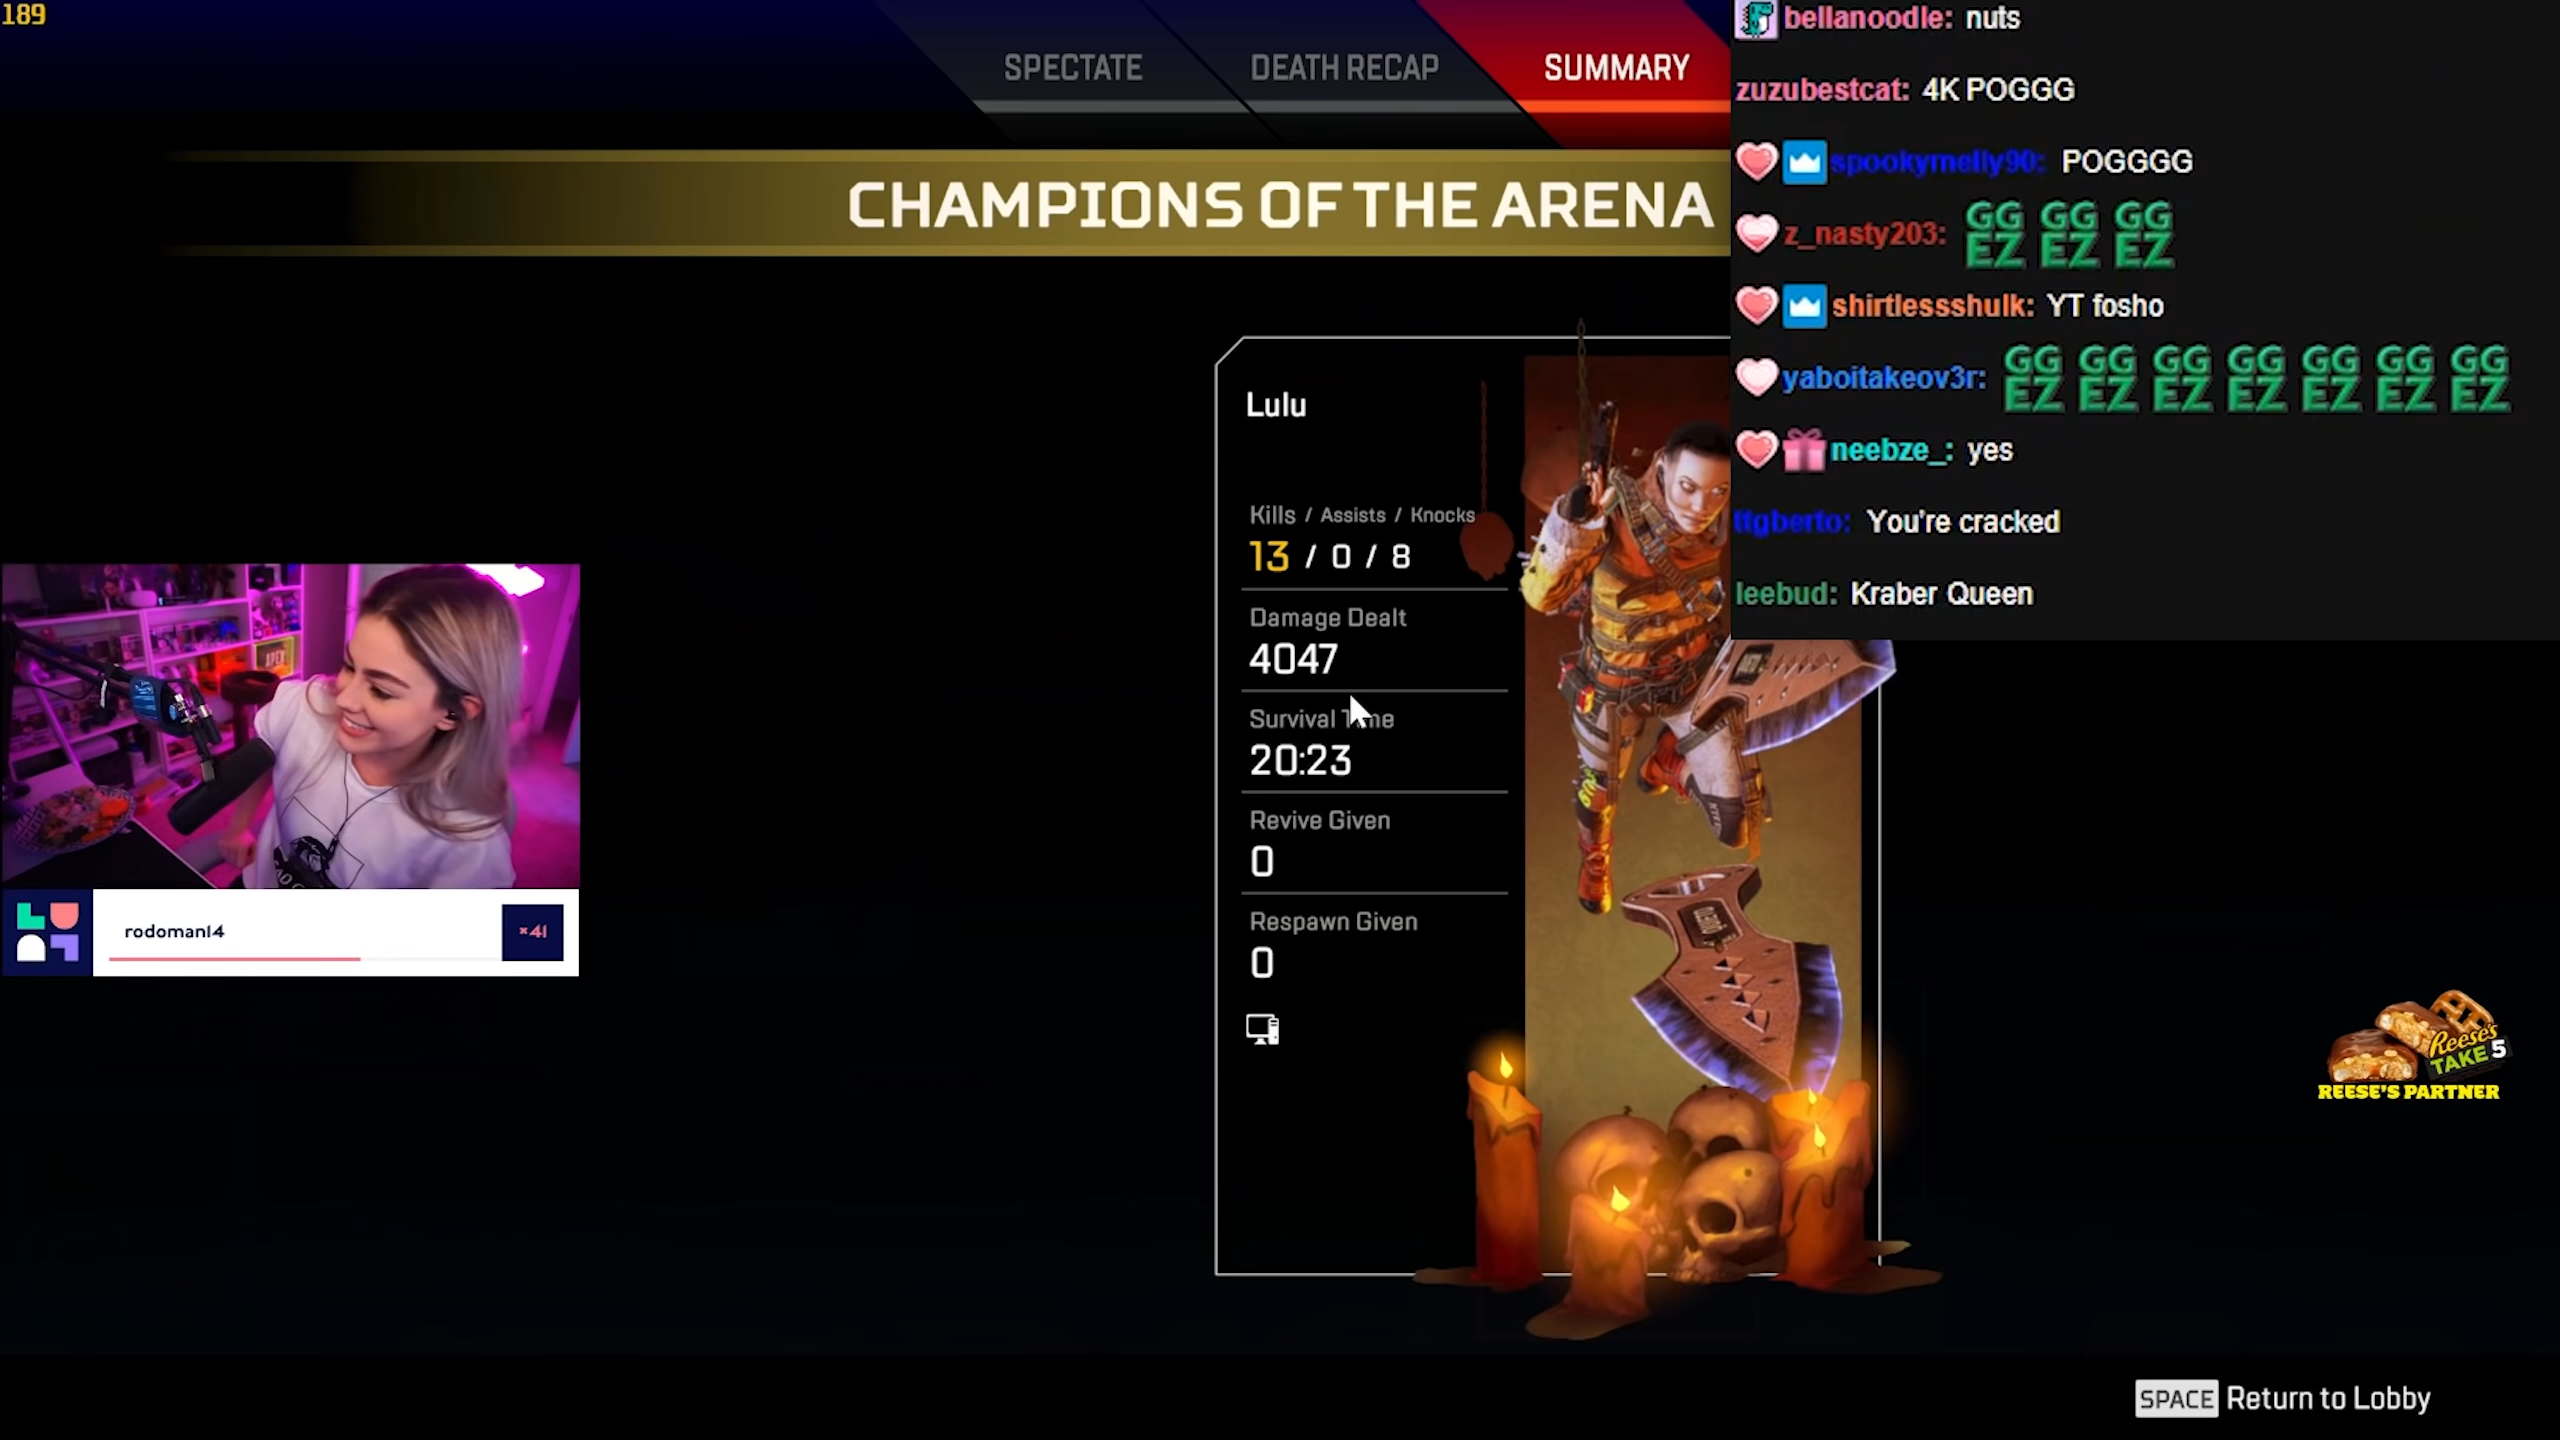 189
SPECTATE
DEATH RECAP
SUMMARY
CHAMPIONS OF THE ARENA
bellanoodle: nuts
zuzubestcat: 4K POGGG
spookymelly90: POGGGG
z_nasty203: GG EZ GG EZ GG EZ
shirtlessshulk: YT fosho
yaboitakeov3r: GG EZ GG EZ GG EZ GG EZ GG EZ GG EZ GG EZ
neebze_: yes
ttgberto: You're cracked
leebud: Kraber Queen
Lulu
Kills / Assists / Knocks
13 / 0 / 8
Damage Dealt
4047
Survival Time
20:23
Revive Given
0
Respawn Given
0
APEX
rodoman14
×41
Reese's
TAKE 5
REESE'S PARTNER
SPACE Return to Lobby